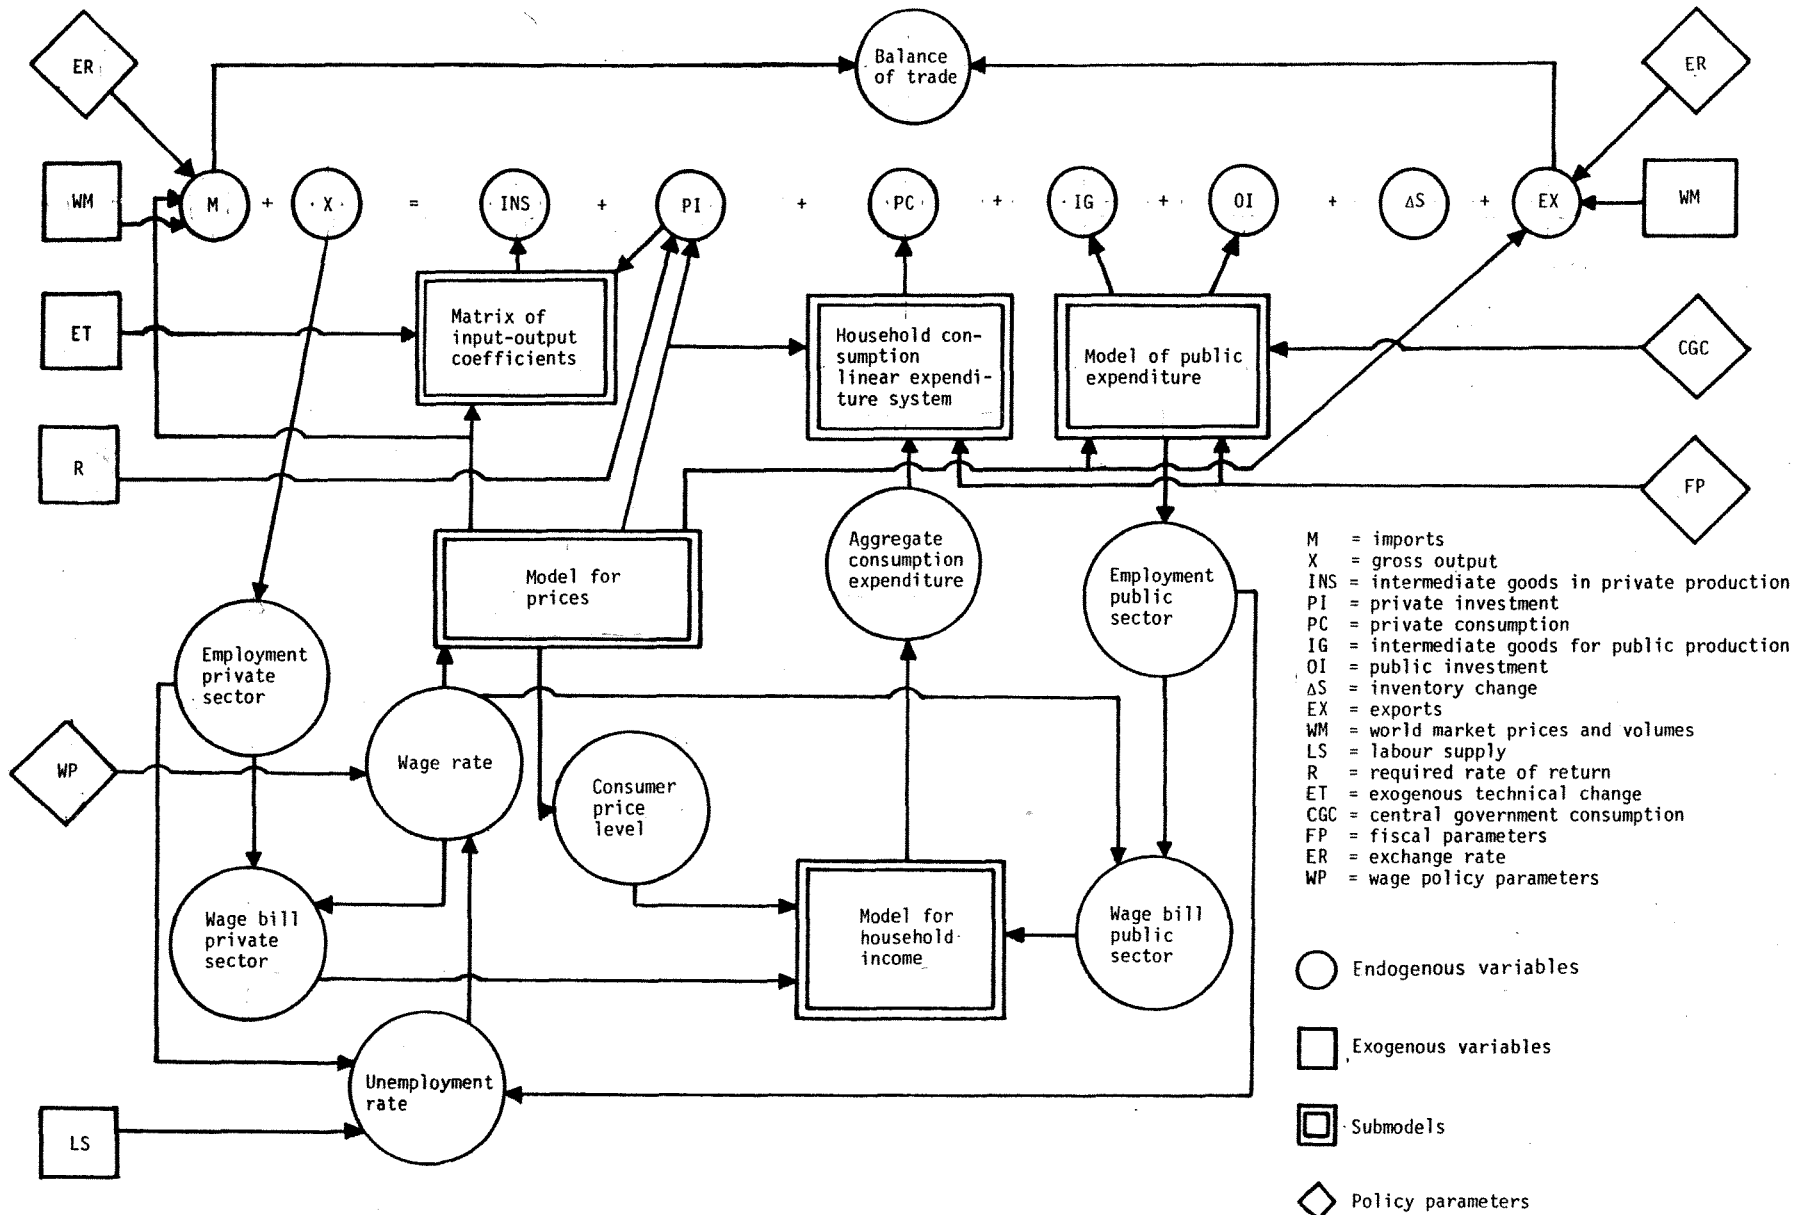 ER
Balance
of trade
ER
WM
M + X = INS + PI + PC + IG + OI + ΔS + EX
WM
ET
Matrix of
input-output
coefficients
Household con-
sumption
linear expendi-
ture system
Model of public
expenditure
CGC
R
FP
Model for
prices
Aggregate
consumption
expenditure
Employment
public
sector
Employment
private
sector
WP
Wage rate
Consumer
price
level
Wage bill
private
sector
Model for
household
income
Wage bill
public
sector
Unemployment
rate
LS
M = imports
X = gross output
INS = intermediate goods in private production
PI = private investment
PC = private consumption
IG = intermediate goods for public production
OI = public investment
ΔS = inventory change
EX = exports
WM = world market prices and volumes
LS = labour supply
R = required rate of return
ET = exogenous technical change
CGC = central government consumption
FP = fiscal parameters
ER = exchange rate
WP = wage policy parameters
Endogenous variables
Exogenous variables
Submodels
Policy parameters